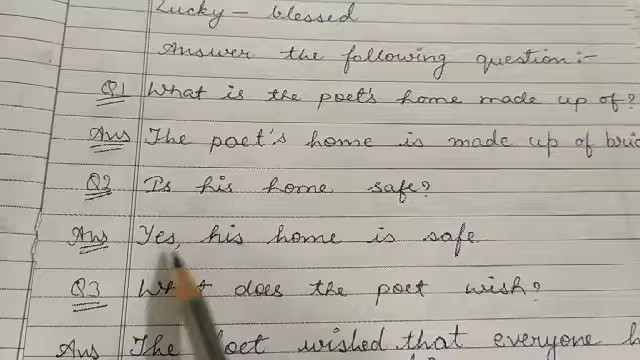 Lucky - blessed
Answer the following question:-
Q1 What is the poet's home made up of?
Ans The poet's home is made up of
Q2 Is his home safe?
Ans Yes, his home is safe
Q3 What does the poet wish?
Ans The poet wished that everyone